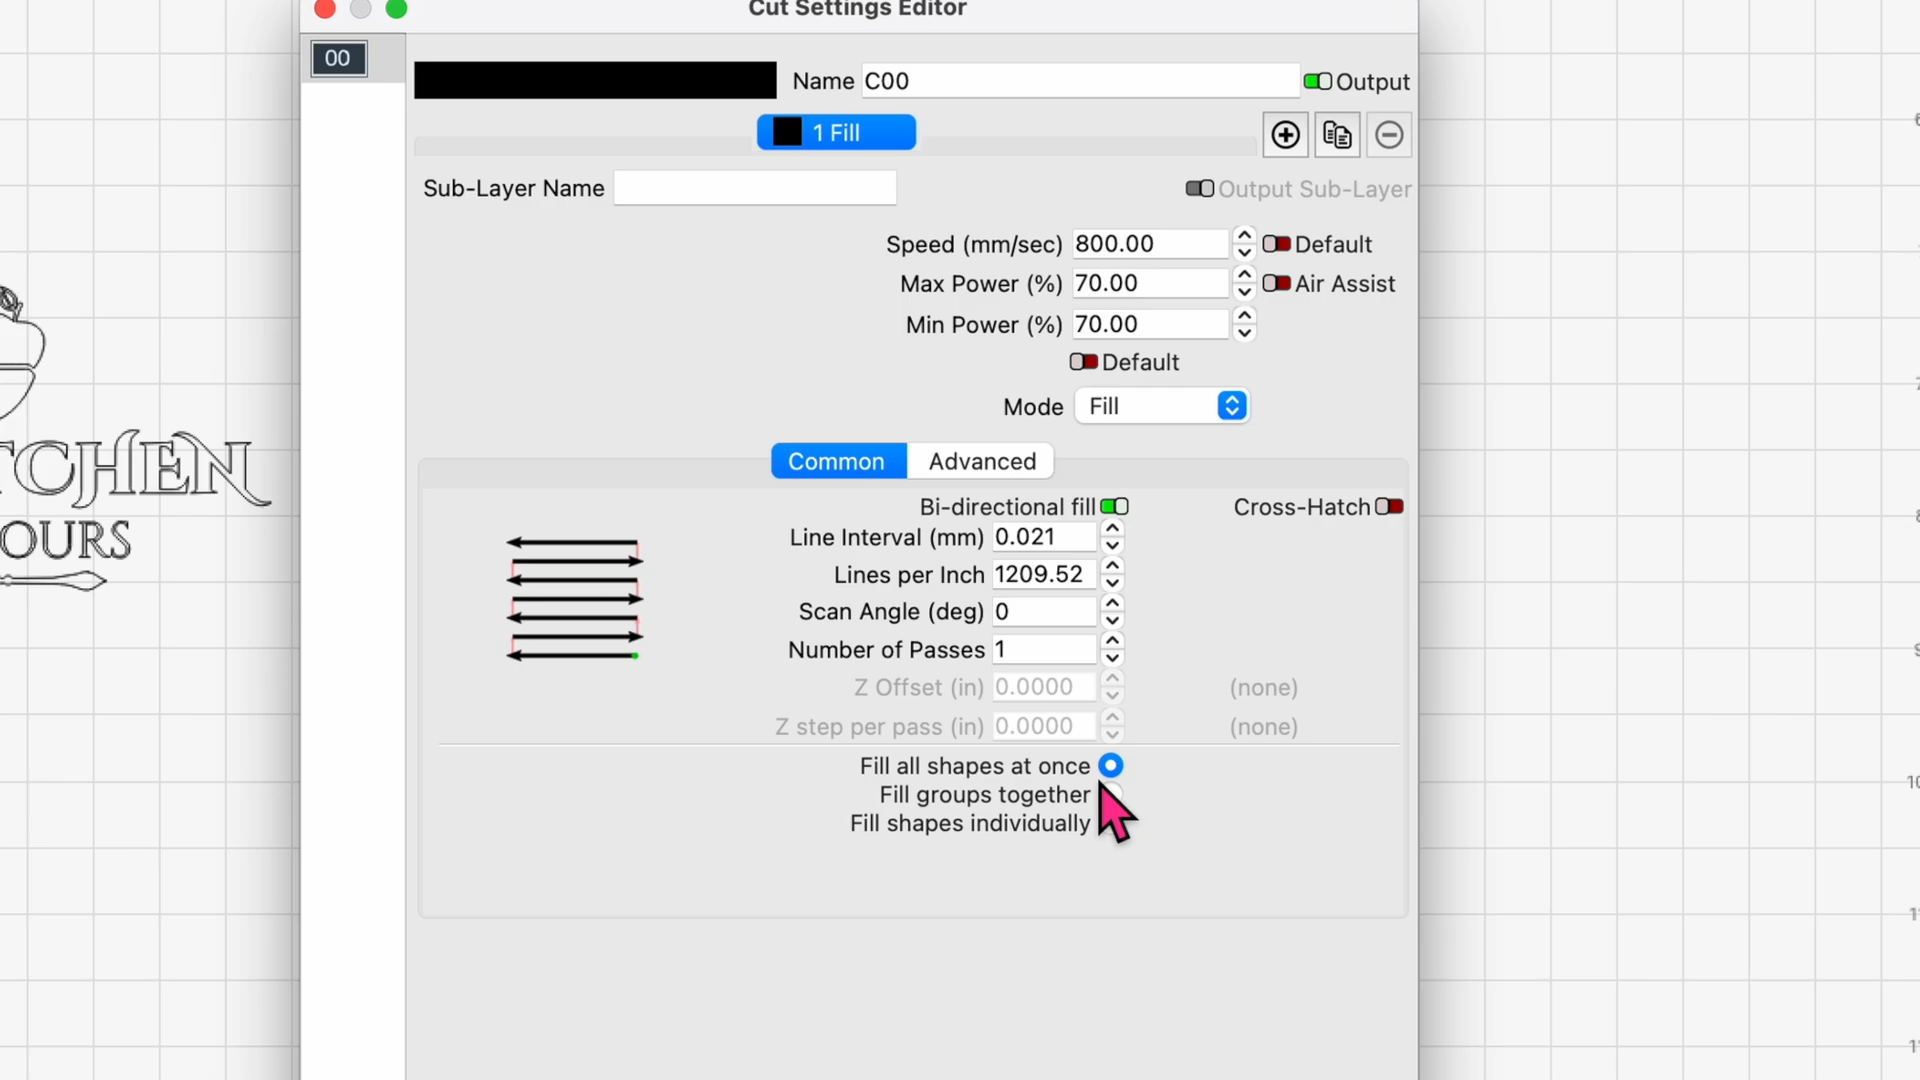 Cut Settings Editor
00
Name C00 Output
1 Fill
Sub-Layer Name Output Sub-Layer
Speed (mm/sec) 800.00 Default
Max Power (%) 70.00 Air Assist
Min Power (%) 70.00
Default
Mode Fill
Common Advanced
Bi-directional fill Cross-Hatch
Line Interval (mm) 0.021
Lines per Inch 1209.52
Scan Angle (deg) 0
Number of Passes 1
Z Offset (in) 0.0000 (none)
Z step per pass (in) 0.0000 (none)
Fill all shapes at once
Fill groups together
Fill shapes individually
TCHEN
OURS